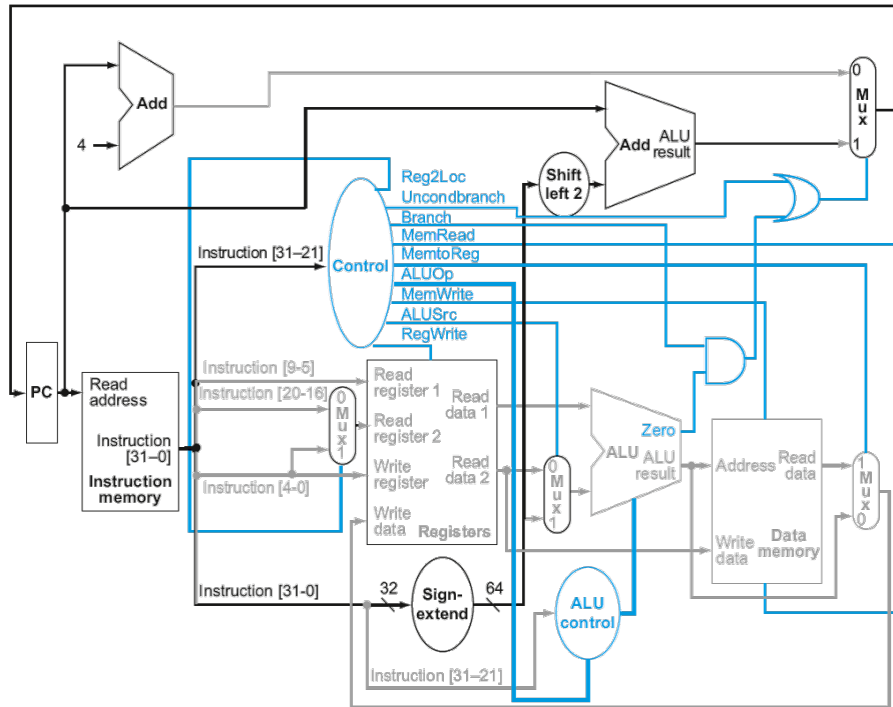 Add
4
Add
ALU
result
0
M
u
x
1
Shift
left 2
Reg2Loc
Uncondbranch
Branch
MemRead
MemtoReg
ALUOp
MemWrite
ALUSrc
RegWrite
Instruction [31–21]
Control
PC
Read
address
Instruction
[31–0]
Instruction
memory
Instruction [9-5]
Instruction [20-16]
Instruction [4-0]
0
M
u
x
1
Read
register 1
Read
register 2
Write
register
Write
data
Read
data 1
Read
data 2
Registers
0
M
u
x
1
Zero
ALU
ALU
result
Address
Read
data
Write
data
Data
memory
1
M
u
x
0
Instruction [31-0]
32
Sign-
extend
64
ALU
control
Instruction [31–21]